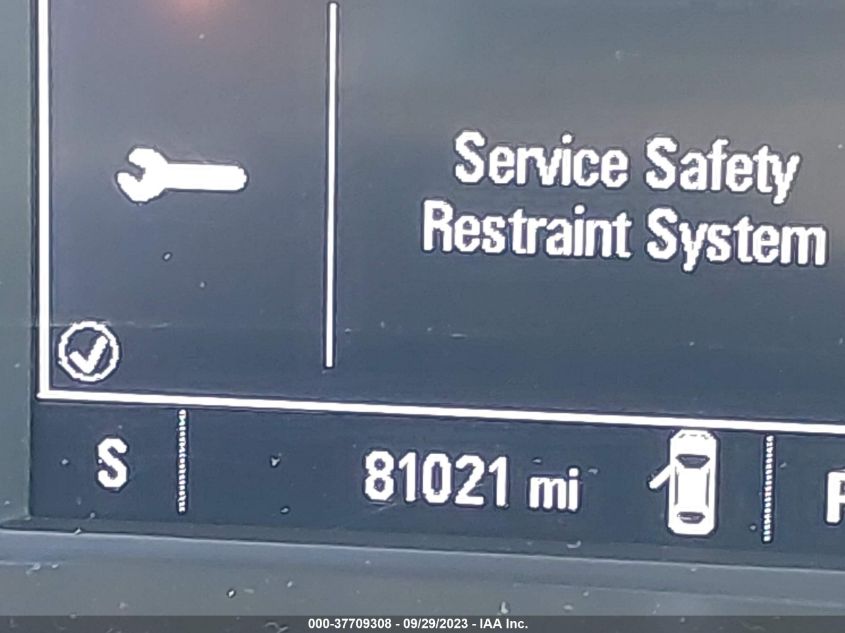 Service Safety
Restraint System
S 81021 mi P
000-37709308 - 09/29/2023 - IAA Inc.